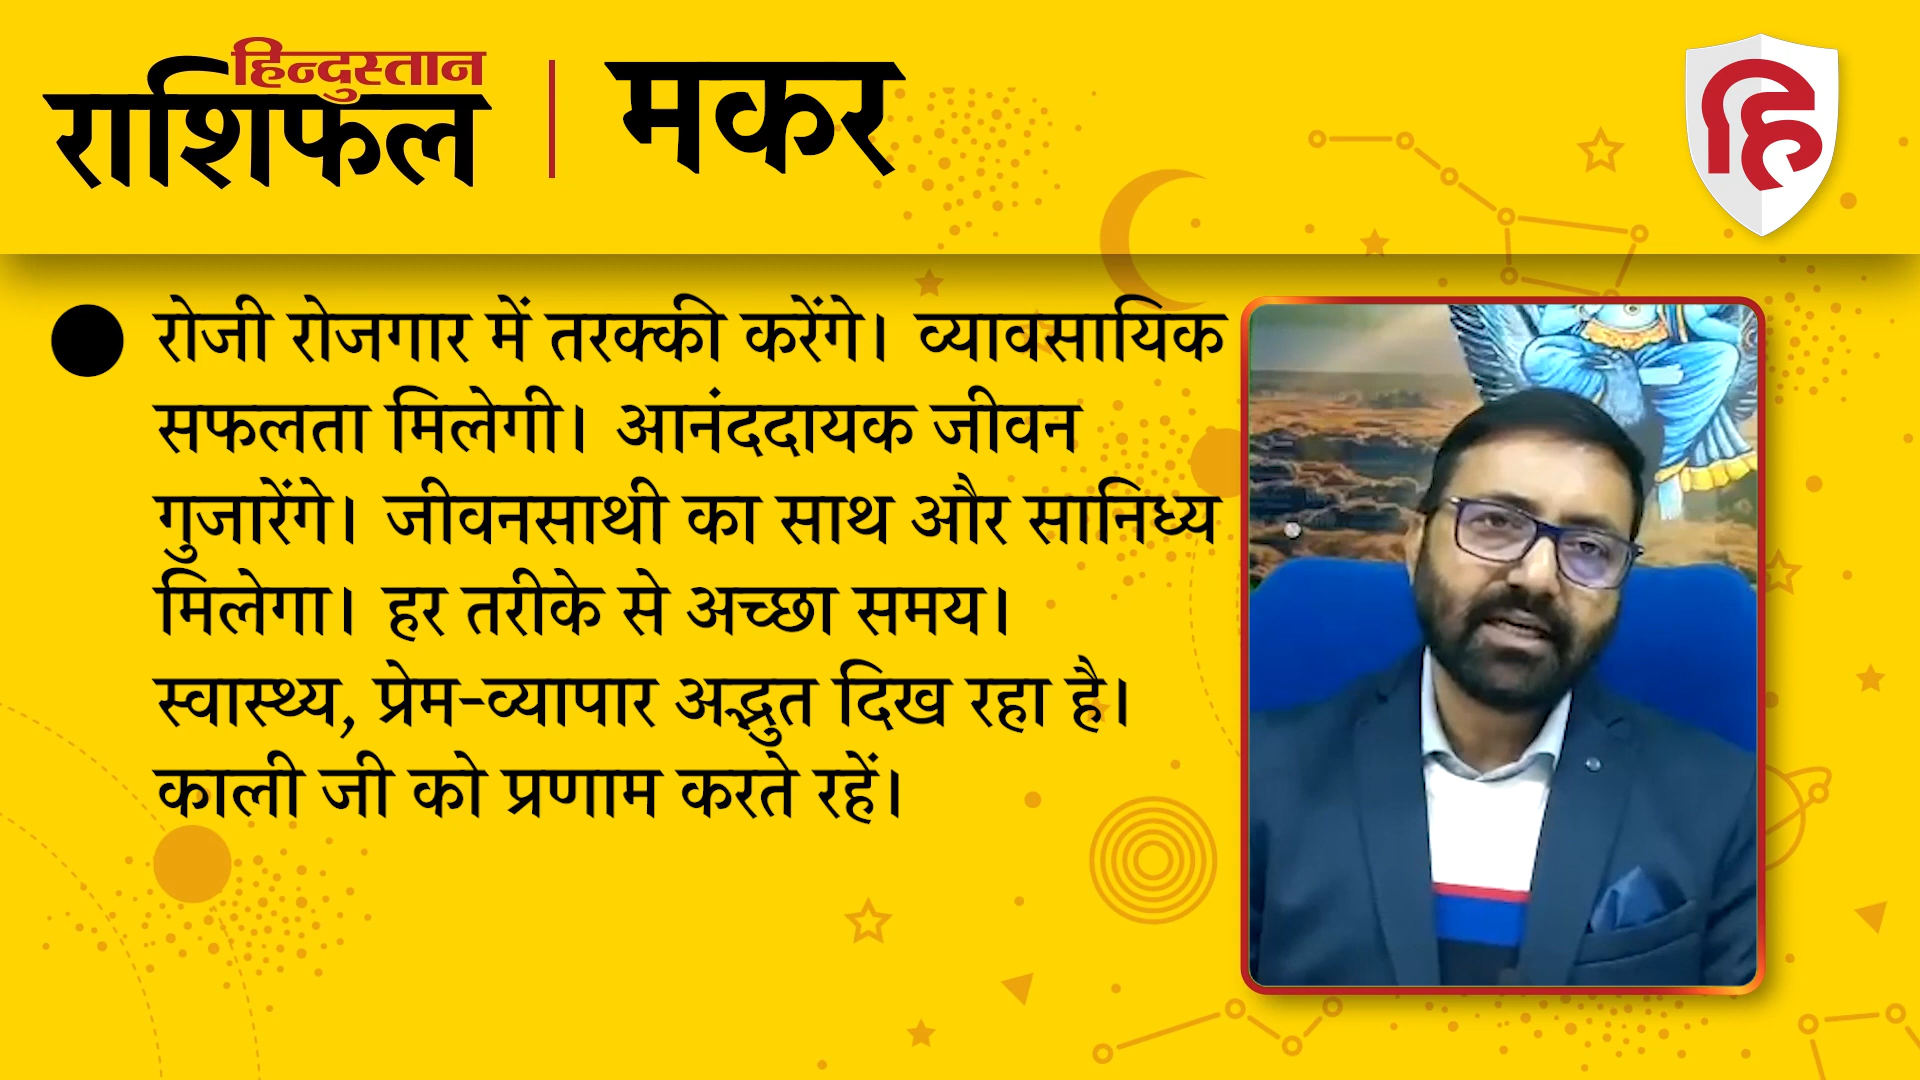 हिन्दुस्तान
राशिफल
मकर
हि
रोजी रोजगार में तरक्की करेंगे। व्यावसायिक
सफलता मिलेगी। आनंददायक जीवन
गुजारेंगे। जीवनसाथी का साथ और सानिध्य
मिलेगा। हर तरीके से अच्छा समय।
स्वास्थ्य, प्रेम-व्यापार अद्भुत दिख रहा है।
काली जी को प्रणाम करते रहें।